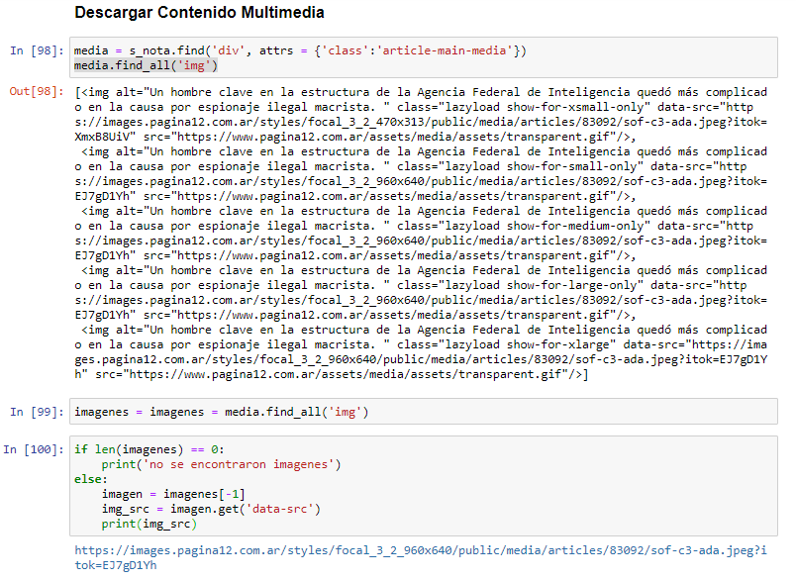 Descargar Contenido Multimedia
In [98]: media = s_nota.find('div', attrs = {'class':'article-main-media'})
media.find_all('img')
Out[98]: [<img alt="Un hombre clave en la estructura de la Agencia Federal de Inteligencia quedó más complicad
o en la causa por espionaje ilegal macrista. " class="lazyload show-for-xsmall-only" data-src="http
s://images.pagina12.com.ar/styles/focal_3_2_470x313/public/media/articles/83092/sof-c3-ada.jpeg?itok=
XmxB8UiV" src="https://www.pagina12.com.ar/assets/media/assets/transparent.gif"/>,
<img alt="Un hombre clave en la estructura de la Agencia Federal de Inteligencia quedó más complicad
o en la causa por espionaje ilegal macrista. " class="lazyload show-for-small-only" data-src="http
s://images.pagina12.com.ar/styles/focal_3_2_960x640/public/media/articles/83092/sof-c3-ada.jpeg?itok=
EJ7gD1Yh" src="https://www.pagina12.com.ar/assets/media/assets/transparent.gif"/>,
<img alt="Un hombre clave en la estructura de la Agencia Federal de Inteligencia quedó más complicad
o en la causa por espionaje ilegal macrista. " class="lazyload show-for-medium-only" data-src="http
s://images.pagina12.com.ar/styles/focal_3_2_960x640/public/media/articles/83092/sof-c3-ada.jpeg?itok=
EJ7gD1Yh" src="https://www.pagina12.com.ar/assets/media/assets/transparent.gif"/>,
<img alt="Un hombre clave en la estructura de la Agencia Federal de Inteligencia quedó más complicad
o en la causa por espionaje ilegal macrista. " class="lazyload show-for-large-only" data-src="http
s://images.pagina12.com.ar/styles/focal_3_2_960x640/public/media/articles/83092/sof-c3-ada.jpeg?itok=
EJ7gD1Yh" src="https://www.pagina12.com.ar/assets/media/assets/transparent.gif"/>,
<img alt="Un hombre clave en la estructura de la Agencia Federal de Inteligencia quedó más complicad
o en la causa por espionaje ilegal macrista. " class="lazyload show-for-xlarge" data-src="https://ima
ges.pagina12.com.ar/styles/focal_3_2_960x640/public/media/articles/83092/sof-c3-ada.jpeg?itok=EJ7gD1Y
h" src="https://www.pagina12.com.ar/assets/media/assets/transparent.gif"/>]
In [99]: imagenes = imagenes = media.find_all('img')
In [100]: if len(imagenes) == 0:
print('no se encontraron imagenes')
else:
imagen = imagenes[-1]
img_src = imagen.get('data-src')
print(img_src)
https://images.pagina12.com.ar/styles/focal_3_2_960x640/public/media/articles/83092/sof-c3-ada.jpeg?i
tok=EJ7gD1Yh